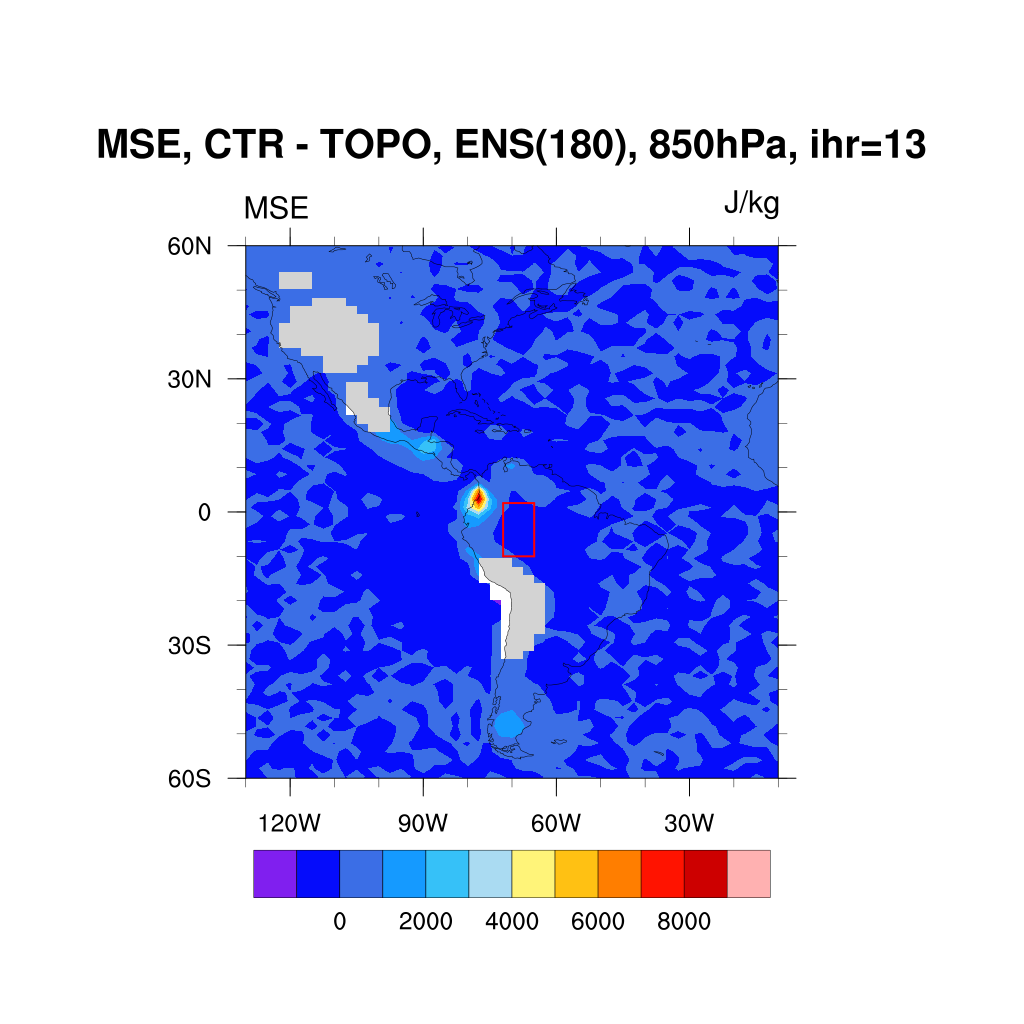 MSE, CTR - TOPO, ENS(180), 850hPa, ihr=13
MSE J/kg
60N
30N
0
30S
60S
120W 90W 60W 30W
0 2000 4000 6000 8000